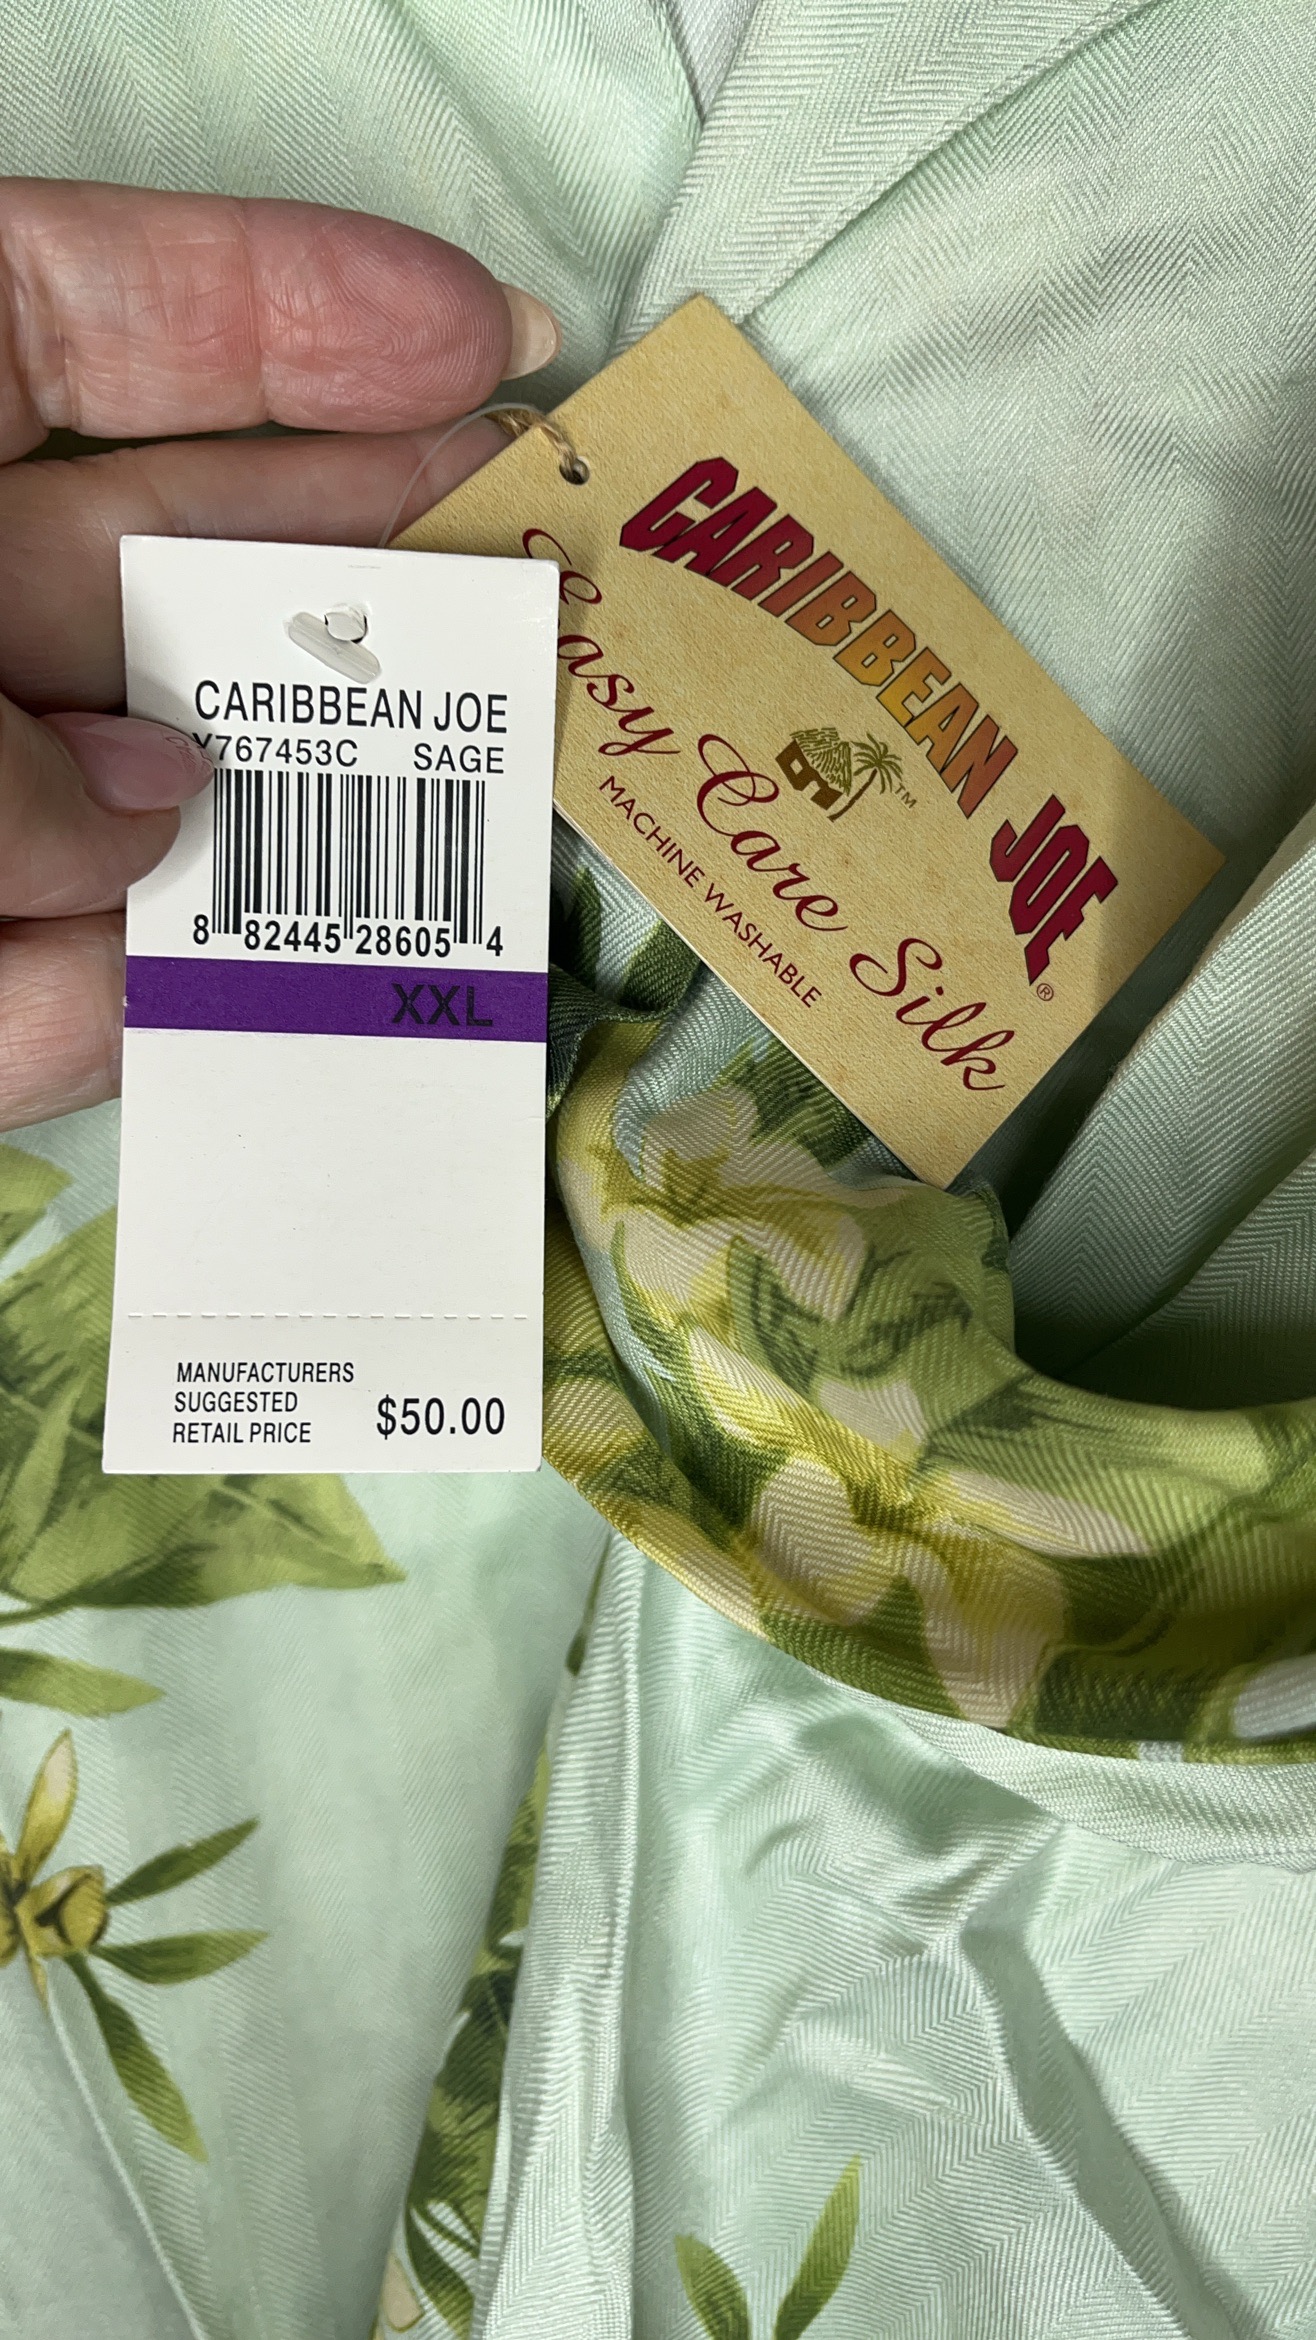 CARIBBEAN JOE
Y767453C SAGE
8 82445 28605 4
XXL
MANUFACTURERS
SUGGESTED
RETAIL PRICE
$50.00
CARIBBEAN JOE®
TM
Easy Care Silk
MACHINE WASHABLE